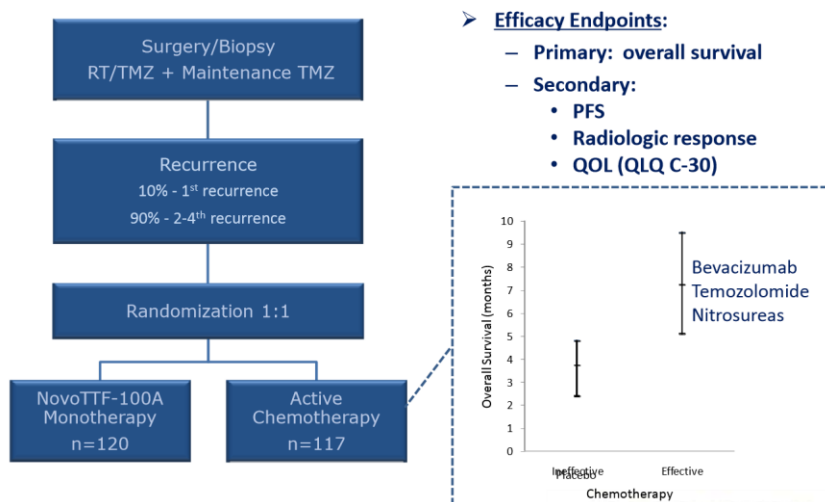 Surgery/Biopsy
RT/TMZ + Maintenance TMZ
Recurrence
10% - 1st recurrence
90% - 2-4th recurrence
Randomization 1:1
NovoTTF-100A
Monotherapy
n=120
Active
Chemotherapy
n=117
➢ Efficacy Endpoints:
– Primary: overall survival
– Secondary:
• PFS
• Radiologic response
• QOL (QLQ C-30)
Overall Survival (months)
10
9
8
7
6
5
4
3
2
1
0
Bevacizumab
Temozolomide
Nitrosureas
Ineffective
Placebo
Effective
Chemotherapy